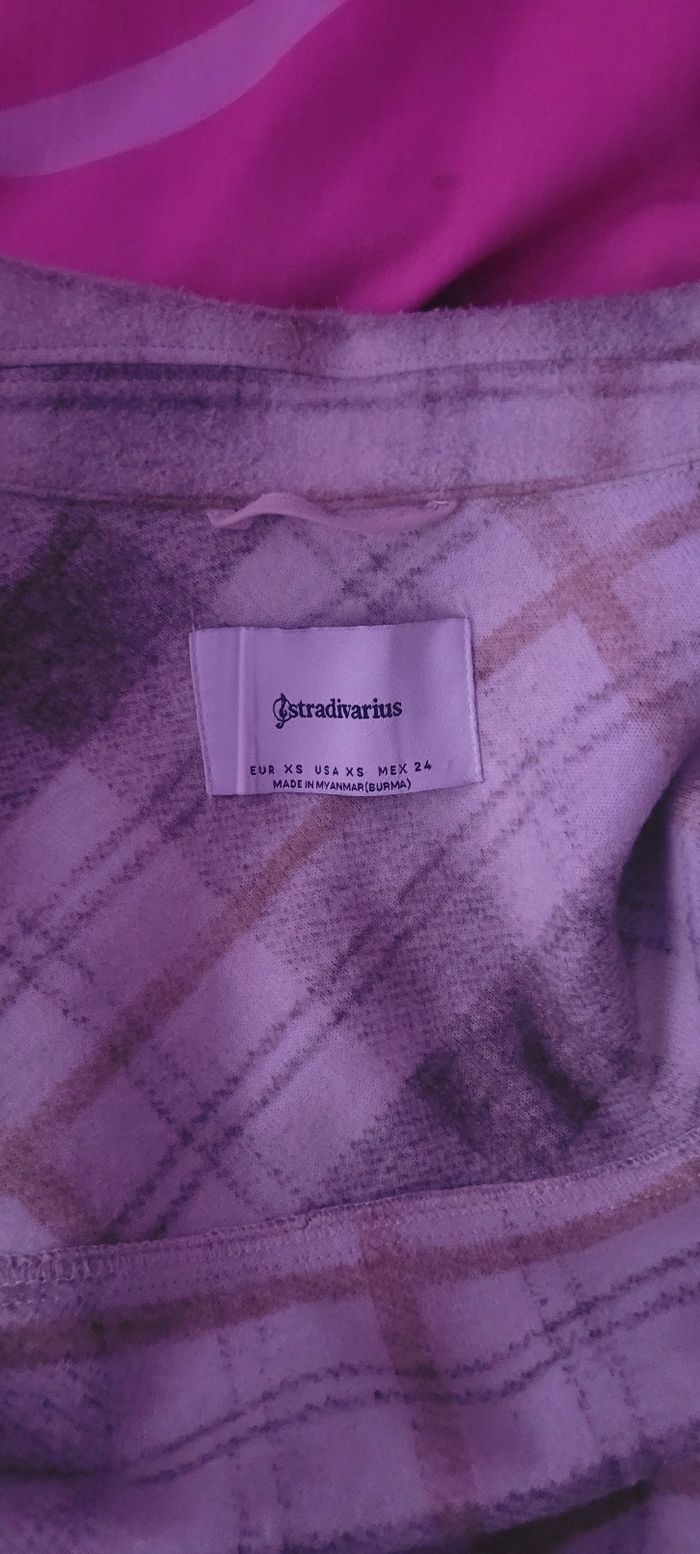 stradivarius
EUR XS USA XS MEX 24
MADE IN MYANMAR(BURMA)